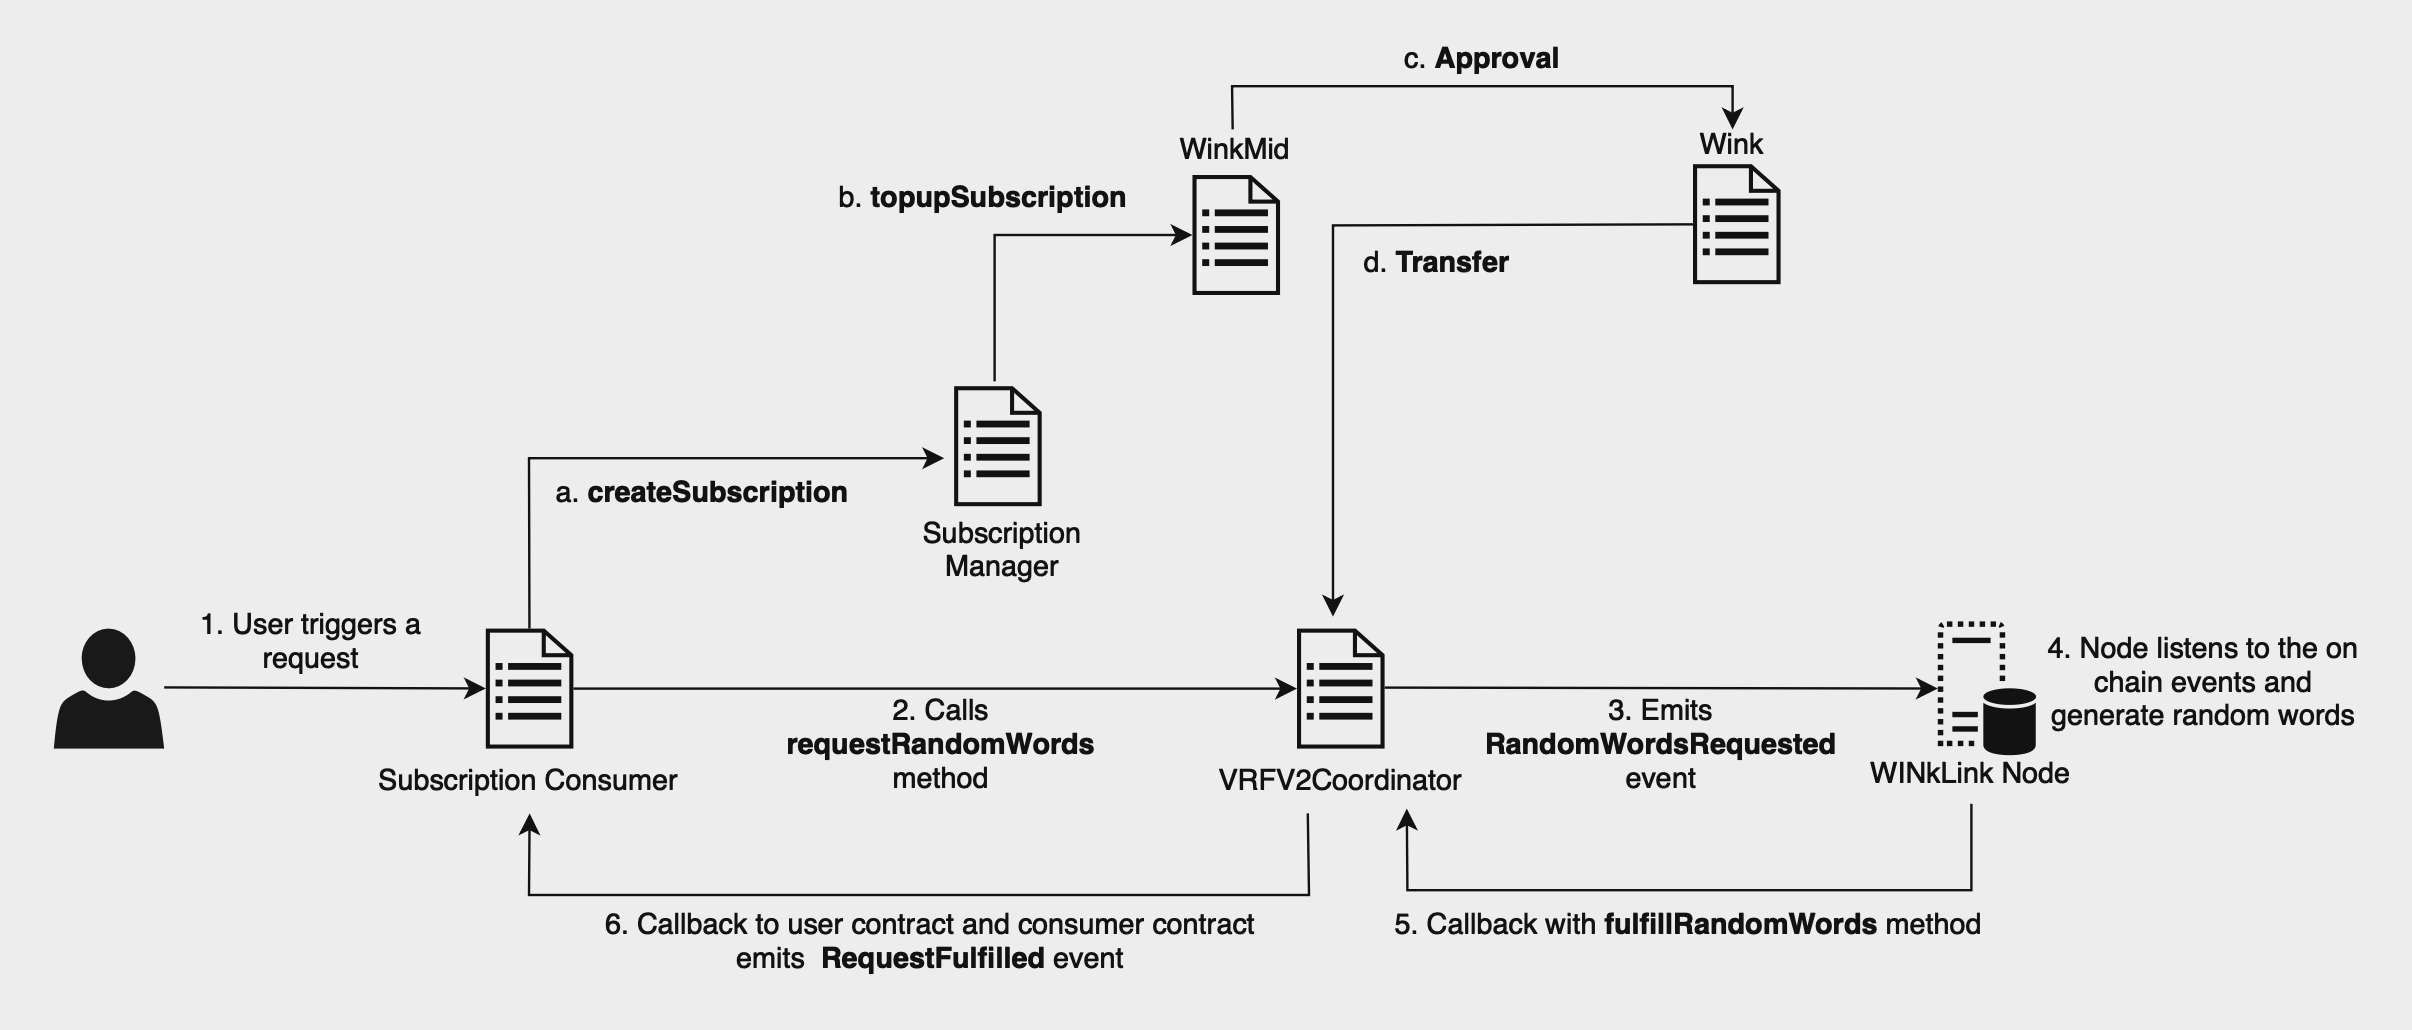 c. Approval
WinkMid
Wink
b. topupSubscription
d. Transfer
a. createSubscription
Subscription
Manager
1. User triggers a
request
4. Node listens to the on
chain events and
generate random words
2. Calls
requestRandomWords
method
3. Emits
RandomWordsRequested
event
Subscription Consumer
VRFV2Coordinator
WINkLink Node
6. Callback to user contract and consumer contract
emits RequestFulfilled event
5. Callback with fulfillRandomWords method